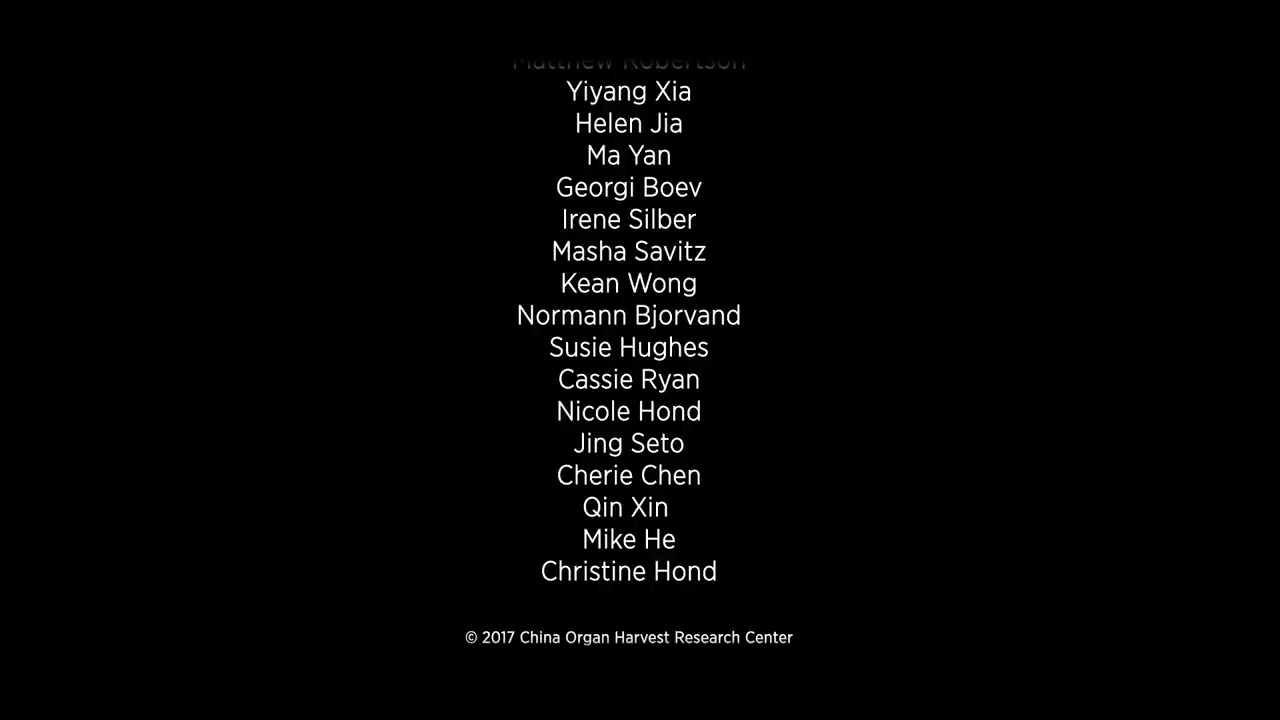 Matthew Robertson
Yiyang Xia
Helen Jia
Ma Yan
Georgi Boev
Irene Silber
Masha Savitz
Kean Wong
Normann Bjorvand
Susie Hughes
Cassie Ryan
Nicole Hond
Jing Seto
Cherie Chen
Qin Xin
Mike He
Christine Hond
© 2017 China Organ Harvest Research Center